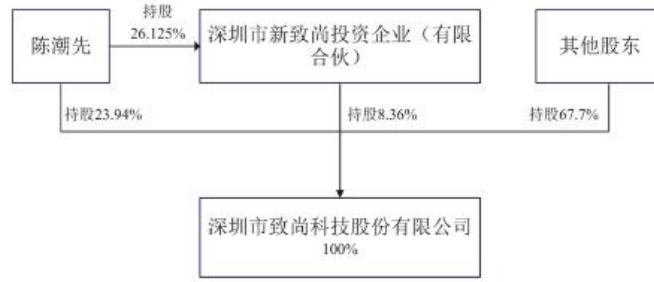 持股
26.125%
陈潮先
深圳市新致尚投资企业（有限
合伙）
其他股东
持股23.94%
持股8.36%
持股67.7%
深圳市致尚科技股份有限公司
100%